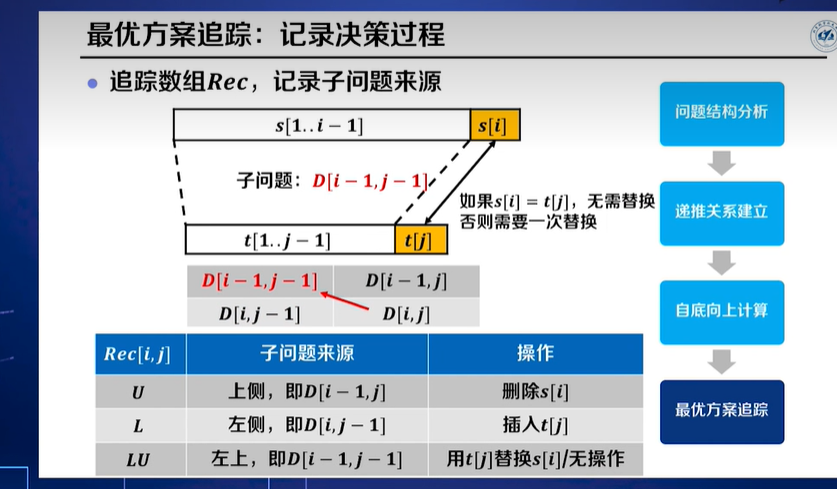 最优方案追踪：记录决策过程
● 追踪数组Rec，记录子问题来源
s[1..i − 1] s[i]
子问题：D[i − 1, j − 1]
如果s[i] = t[j]，无需替换
否则需要一次替换
t[1..j − 1] t[j]
D[i − 1, j − 1] D[i − 1, j]
D[i, j − 1] D[i, j]
Rec[i, j] 子问题来源 操作
U 上侧，即D[i − 1, j] 删除s[i]
L 左侧，即D[i, j − 1] 插入t[j]
LU 左上，即D[i − 1, j − 1] 用t[j]替换s[i]/无操作
问题结构分析
递推关系建立
自底向上计算
最优方案追踪